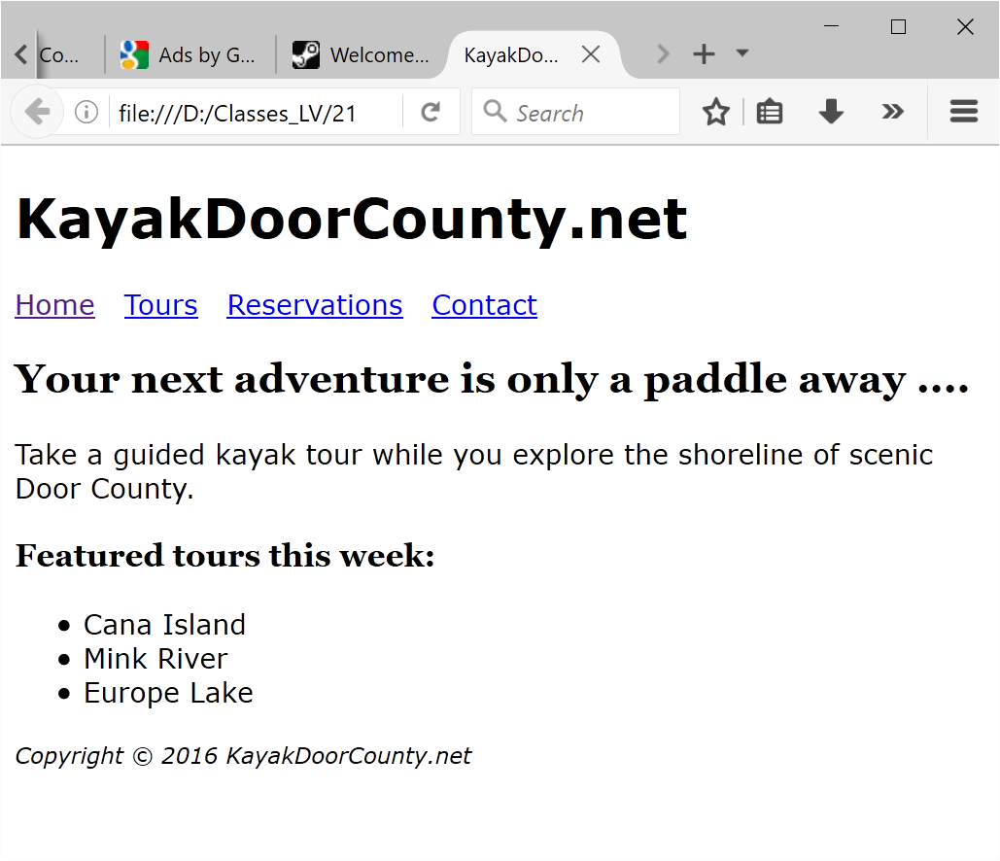 Co...
Ads by G...
Welcome...
KayakDo...
file:///D:/Classes_LV/21
Search
KayakDoorCounty.net
Home Tours Reservations Contact
Your next adventure is only a paddle away ....
Take a guided kayak tour while you explore the shoreline of scenic
Door County.
Featured tours this week:
• Cana Island
• Mink River
• Europe Lake
Copyright © 2016 KayakDoorCounty.net